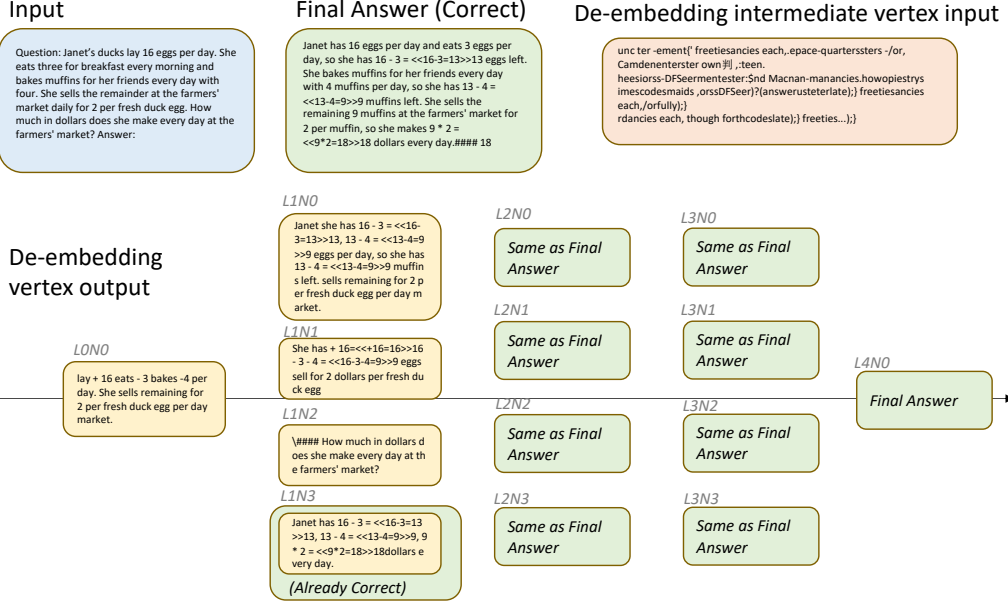 Input
Final Answer (Correct)
De-embedding intermediate vertex input
Question: Janet's ducks lay 16 eggs per day. She
eats three for breakfast every morning and
bakes muffins for her friends every day with
four. She sells the remainder at the farmers'
market daily for 2 per fresh duck egg. How
much in dollars does she make every day at the
farmers' market? Answer:
Janet has 16 eggs per day and eats 3 eggs per
day, so she has 16 - 3 = <<16-3=13>>13 eggs left.
She bakes muffins for her friends every day
with 4 muffins per day, so she has 13 - 4 =
<<13-4=9>>9 muffins left. She sells the
remaining 9 muffins at the farmers' market for
2 per muffin, so she makes 9 * 2 =
<<9*2=18>>18 dollars every day.#### 18
unc ter -ement{' freetiesancies each,.epace-quartersters -/or,
Camdenenterster own判 ,:teen.
heesiorss-DFSeermentester:$nd Macnan-manancies.howopiestrys
imescodesmaids ,orssDFSeer)?(answerusteterlate);} freetiesancies
each,/orfully);}
rdancies each, though forthcodeslate);} freeties...);}
De-embedding
vertex output
L0N0
lay + 16 eats - 3 bakes -4 per
day. She sells remaining for
2 per fresh duck egg per day
market.
L1N0
Janet she has 16 - 3 = <<16-
3=13>>13, 13 - 4 = <<13-4=9
>>9 eggs per day, so she has
13 - 4 = <<13-4=9>>9 muffin
s left. sells remaining for 2 p
er fresh duck egg per day m
arket.
L1N1
She has + 16=<<+16=16>>16
- 3 - 4 = <<16-3-4=9>>9 eggs
sell for 2 dollars per fresh du
ck egg
L1N2
\#### How much in dollars d
oes she make every day at th
e farmers' market?
L1N3
Janet has 16 - 3 = <<16-3=13
>>13, 13 - 4 = <<13-4=9>>9, 9
* 2 = <<9*2=18>>18dollars e
very day.
(Already Correct)
L2N0
Same as Final
Answer
L2N1
Same as Final
Answer
L2N2
Same as Final
Answer
L2N3
Same as Final
Answer
L3N0
Same as Final
Answer
L3N1
Same as Final
Answer
L3N2
Same as Final
Answer
L3N3
Same as Final
Answer
L4N0
Final Answer